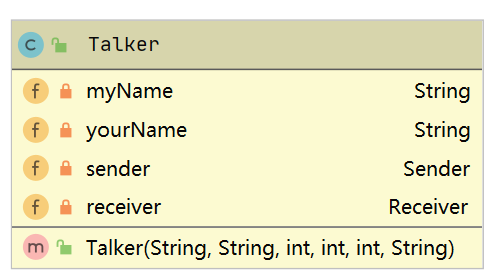 C Talker
f myName String
f yourName String
f sender Sender
f receiver Receiver
m Talker(String, String, int, int, int, String)